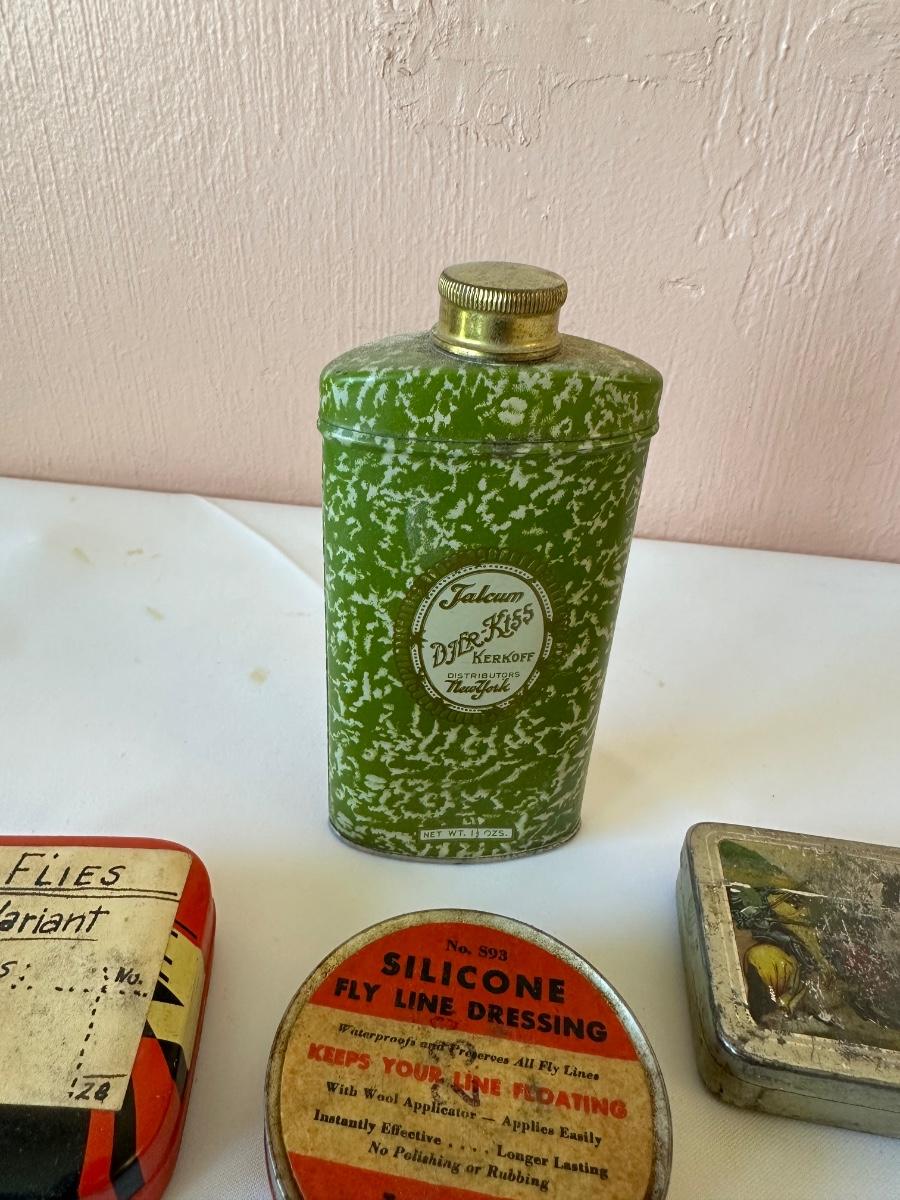 Talcum
DJER-KISS
KERKOFF
DISTRIBUTORS
New York
NET WT. 1½ OZS.
FLIES
Variant
No.
28
No. S93
SILICONE
FLY LINE DRESSING
Waterproofs and Preserves All Fly Lines
KEEPS YOUR LINE FLOATING
With Wool Applicator — Applies Easily
Instantly Effective . . . . Longer Lasting
No Polishing or Rubbing